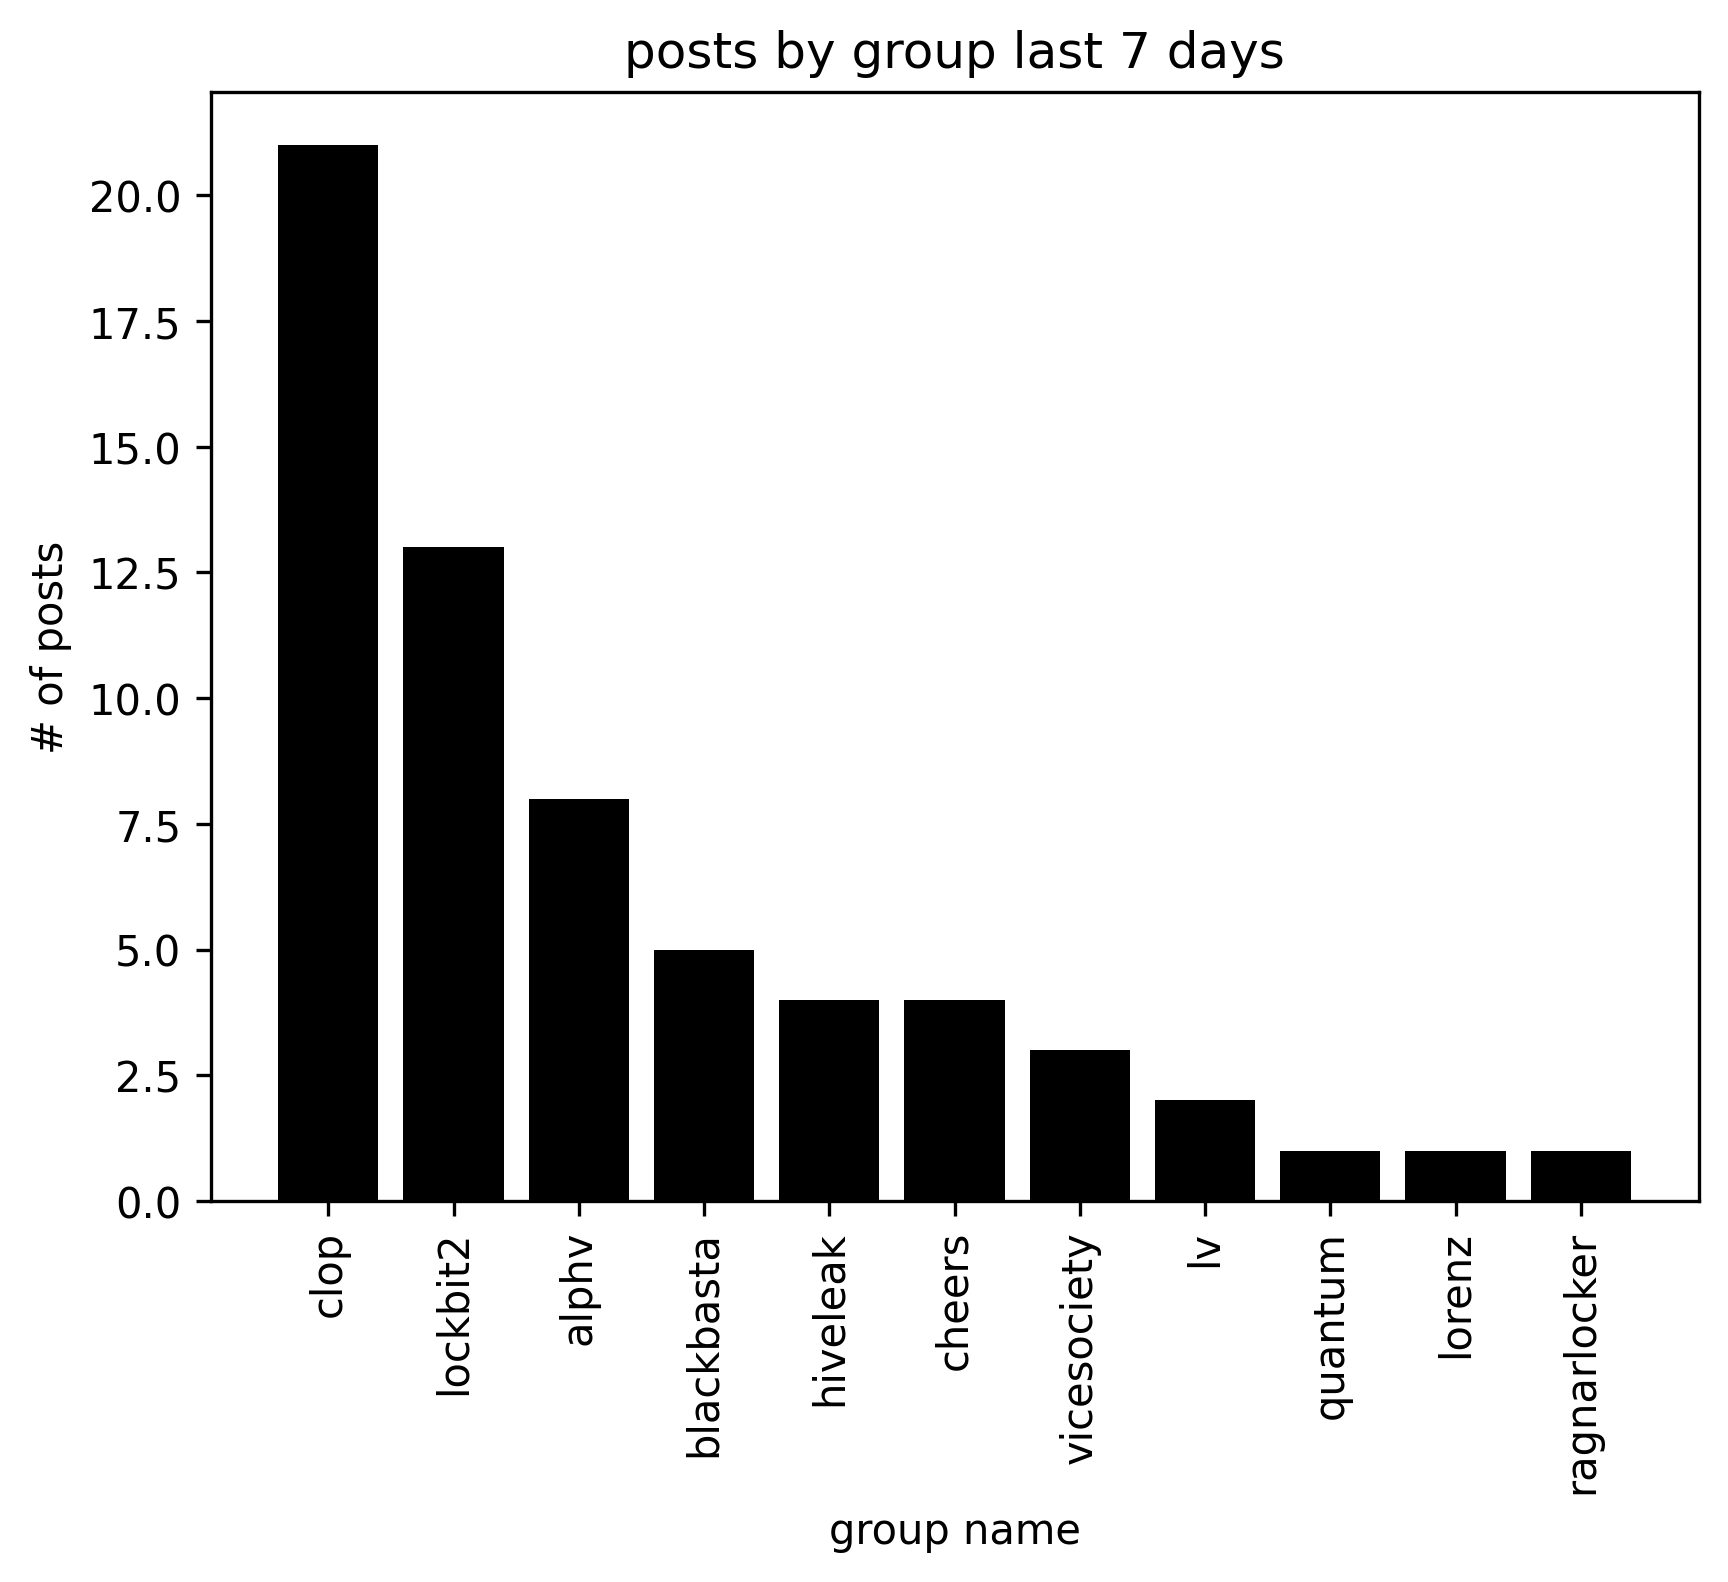 posts by group last 7 days
# of posts
20.0
17.5
15.0
12.5
10.0
7.5
5.0
2.5
0.0
clop
lockbit2
alphv
blackbasta
hiveleak
cheers
vicesociety
lv
quantum
lorenz
ragnarlocker
group name